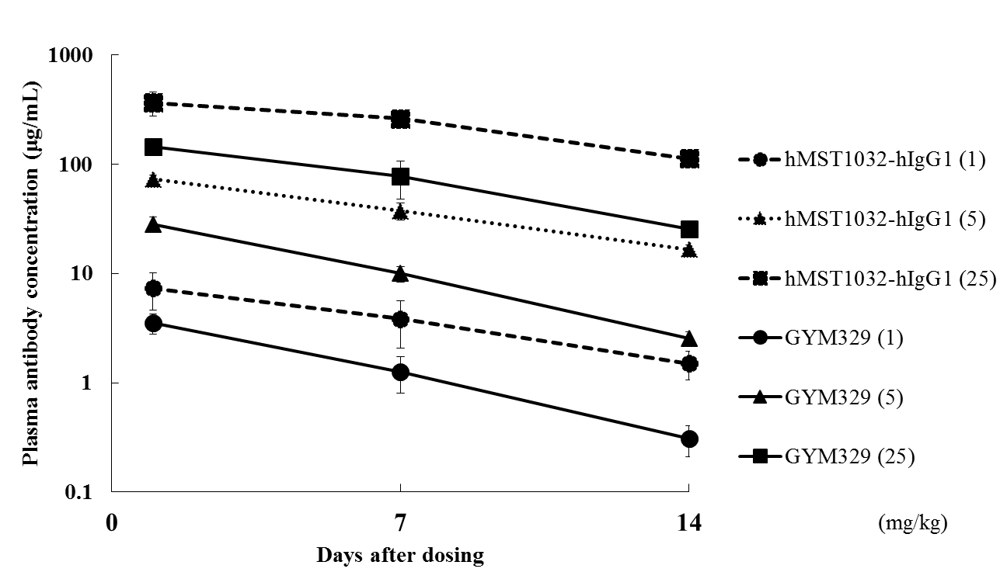 1000
100
10
1
0.1
Plasma antibody concentration (µg/mL)
0
7
14
Days after dosing
hMST1032-hIgG1 (1)
hMST1032-hIgG1 (5)
hMST1032-hIgG1 (25)
GYM329 (1)
GYM329 (5)
GYM329 (25)
(mg/kg)